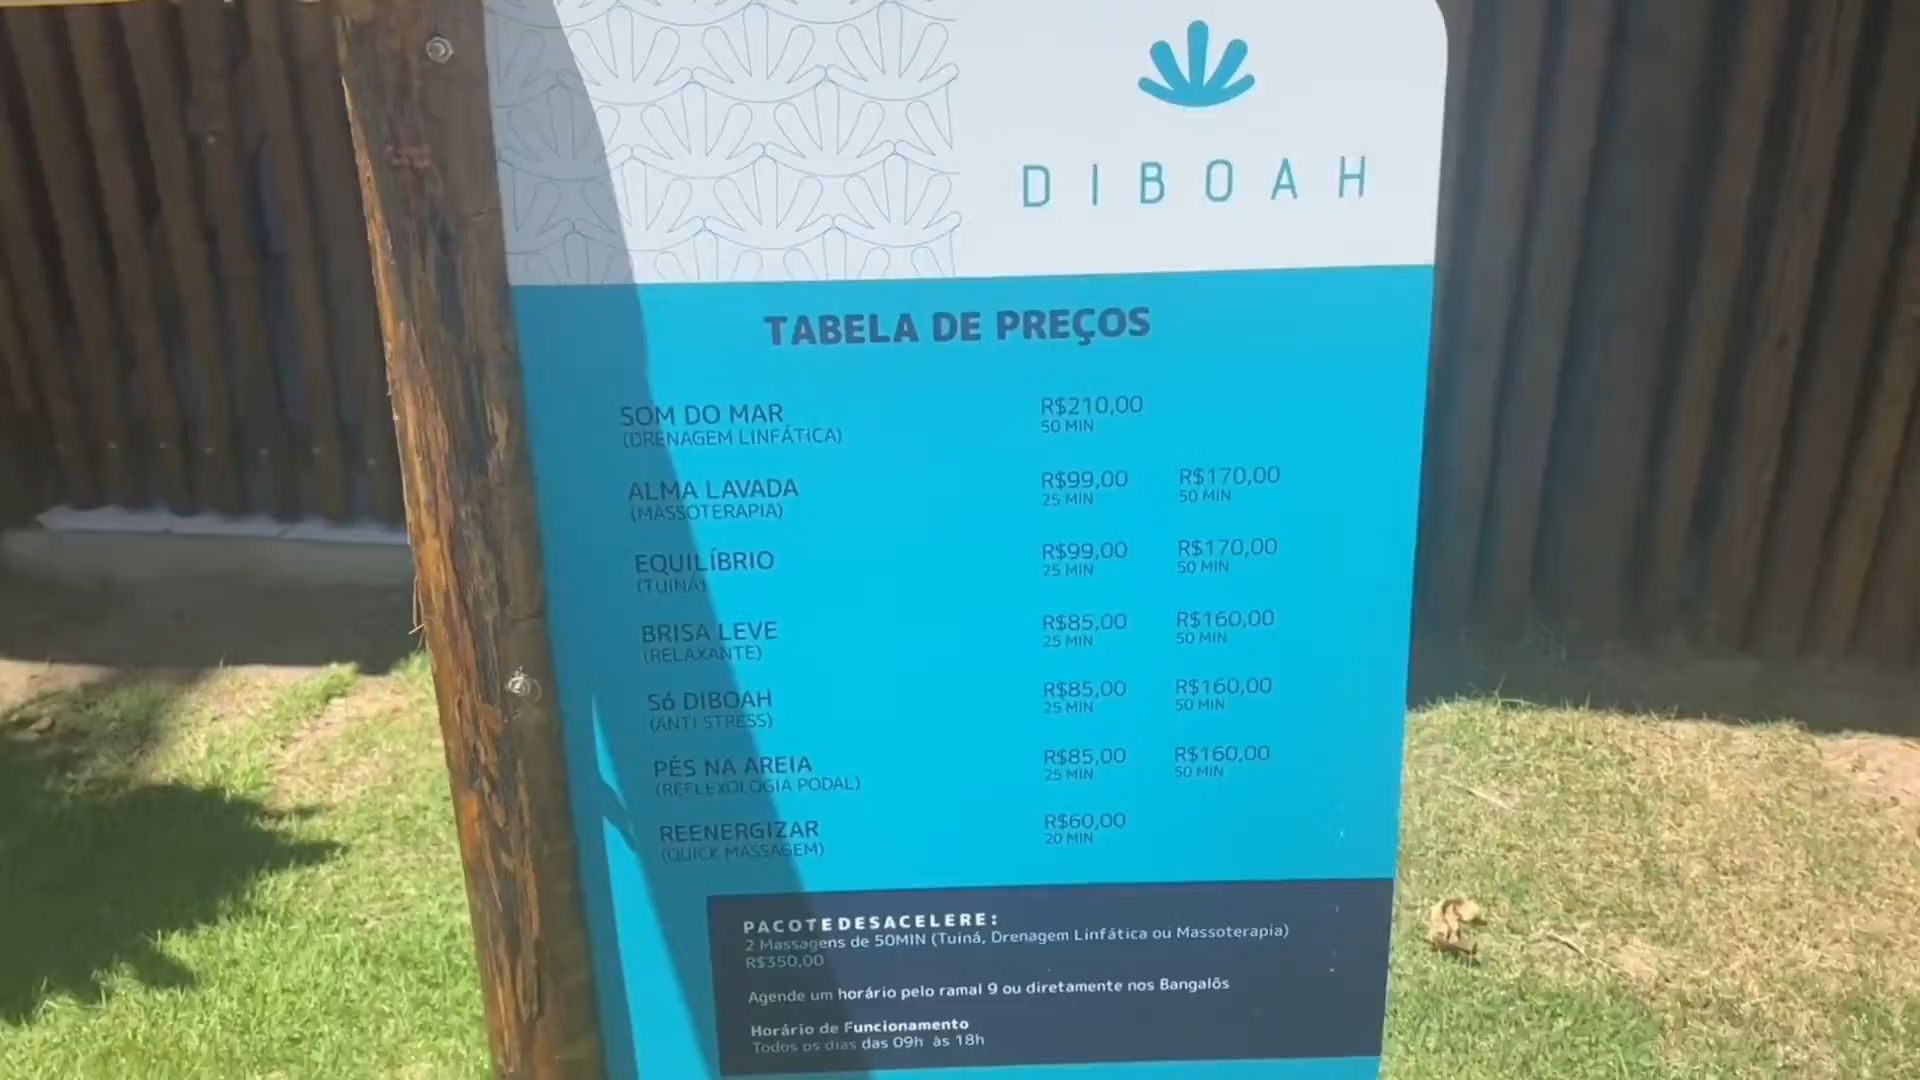 DIBOAH
TABELA DE PREÇOS
SOM DO MAR R$210,00
(DRENAGEM LINFÁTICA) 50 MIN
ALMA LAVADA R$99,00 R$170,00
(MASSOTERAPIA) 25 MIN 50 MIN
EQUILÍBRIO R$99,00 R$170,00
(TUINÁ) 25 MIN 50 MIN
BRISA LEVE R$85,00 R$160,00
(RELAXANTE) 25 MIN 50 MIN
Só DIBOAH R$85,00 R$160,00
(ANTI STRESS) 25 MIN 50 MIN
PÉS NA AREIA R$85,00 R$160,00
(REFLEXOLOGIA PODAL) 25 MIN 50 MIN
REENERGIZAR R$60,00
(QUICK MASSAGEM) 20 MIN
PACOTE DESACELERE:
2 Massagens de 50MIN (Tuiná, Drenagem Linfática ou Massoterapia)
R$350,00
Agende um horário pelo ramal 9 ou diretamente nos Bangalôs
Horário de Funcionamento
Todos os dias das 09h às 18h